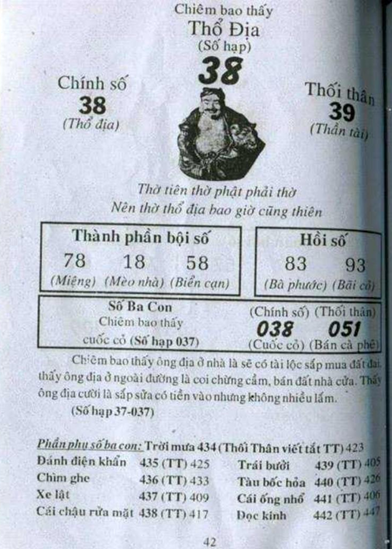 Chiêm bao thấy
Thổ Địa
(Số hạp)
38
Chính số
38
(Thổ địa)
Thối thân
39
(Thần tài)
Thờ tiên thờ phật phải thờ
Nên thờ thổ địa bao giờ cũng thiên
Thành phần bội số
78 18 58
(Miệng) (Mèo nhà) (Biển cạn)
Hồi số
83 93
(Bà phước) (Bãi cỏ)
Số Ba Con
Chiêm bao thấy
cuốc cỏ (Số hạp 037)
(Chính số) (Thối thân)
038 051
(Cuốc cỏ) (Bán cà phê)
Chiêm bao thấy ông địa ở nhà là sẽ có tài lộc sắp mua đất đai,
thấy ông địa ở ngoài đường là coi chừng cầm, bán đất nhà cửa. Thấy
ông địa cười là sắp sửa có tiền vào nhưng không nhiều lắm.
(Số hạp 37-037)
Phần phụ số ba con: Trời mưa 434 (Thối Thân viết tắt TT) 423
Đánh điện khẩn 435 (TT) 425 Trái bưởi 439 (TT) 405
Chìm ghe 436 (TT) 433 Tàu bốc hỏa 440 (TT) 426
Xe lật 437 (TT) 409 Cái ống nhổ 441 (TT) 406
Cái chậu rửa mặt 438 (TT) 417 Đọc kinh 442 (TT) 447
42